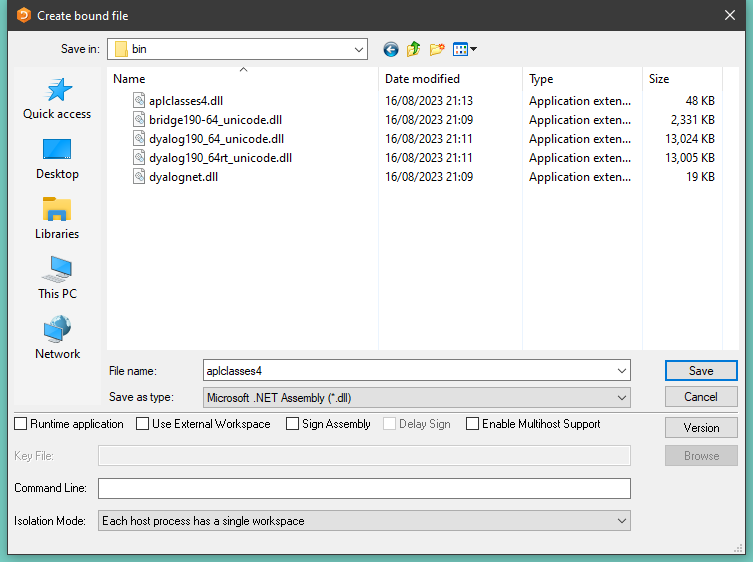 Create bound file
Save in: bin
Quick access
Desktop
Libraries
This PC
Network
Name Date modified Type Size
aplclasses4.dll 16/08/2023 21:13 Application exten... 48 KB
bridge190-64_unicode.dll 16/08/2023 21:09 Application exten... 2,331 KB
dyalog190_64_unicode.dll 16/08/2023 21:11 Application exten... 13,024 KB
dyalog190_64rt_unicode.dll 16/08/2023 21:11 Application exten... 13,005 KB
dyalognet.dll 16/08/2023 21:09 Application exten... 19 KB
File name: aplclasses4 Save
Save as type: Microsoft .NET Assembly (*.dll) Cancel
Runtime application Use External Workspace Sign Assembly Delay Sign Enable Multihost Support Version
Key File: Browse
Command Line:
Isolation Mode: Each host process has a single workspace